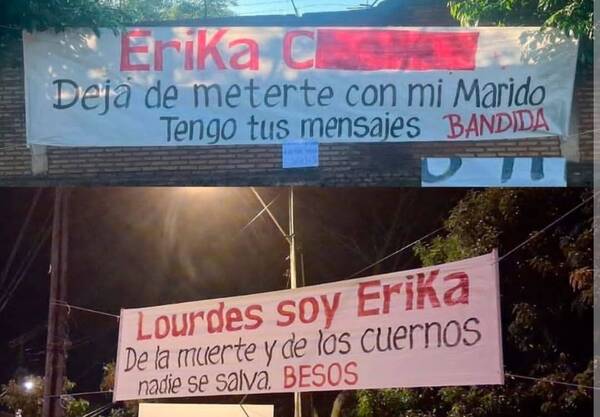 EriKa C
Dejá de meterte con mi Marido
Tengo tus mensajes BANDIDA
Lourdes soy EriKa
De la muerte y de los cuernos
nadie se salva. BESOS